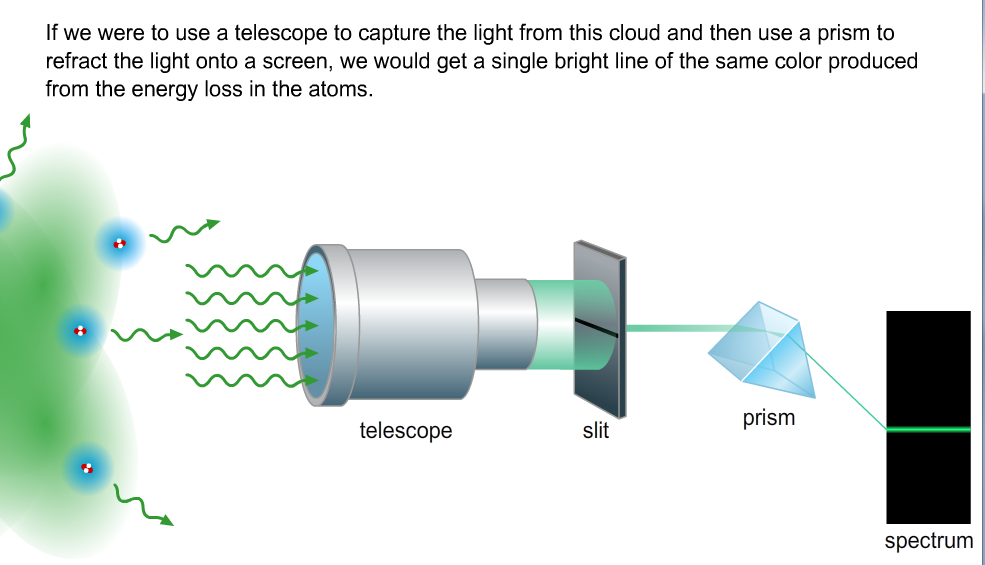 If we were to use a telescope to capture the light from this cloud and then use a prism to
refract the light onto a screen, we would get a single bright line of the same color produced
from the energy loss in the atoms.
telescope
slit
prism
spectrum